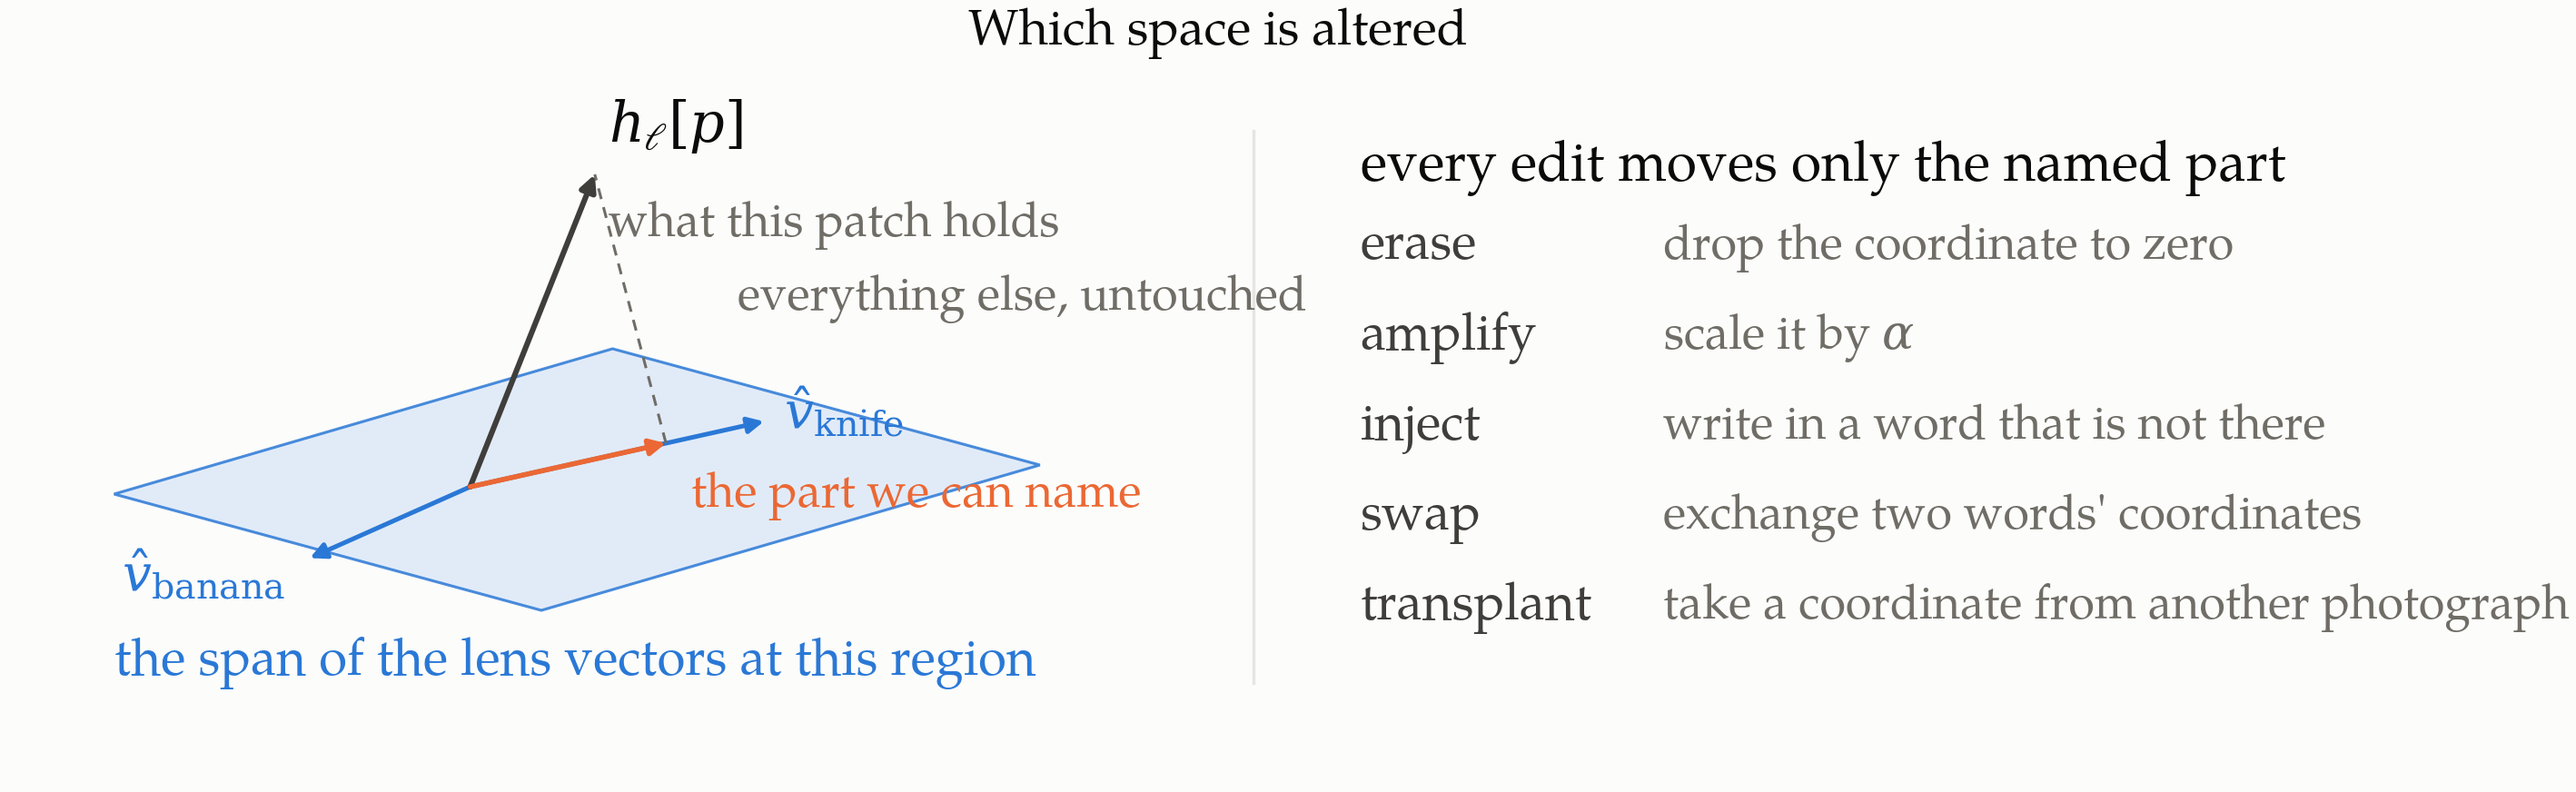 Which space is altered
hℓ[p]
what this patch holds
everything else, untouched
v̂knife
the part we can name
v̂banana
the span of the lens vectors at this region
every edit moves only the named part
erase drop the coordinate to zero
amplify scale it by α
inject write in a word that is not there
swap exchange two words' coordinates
transplant take a coordinate from another photograph